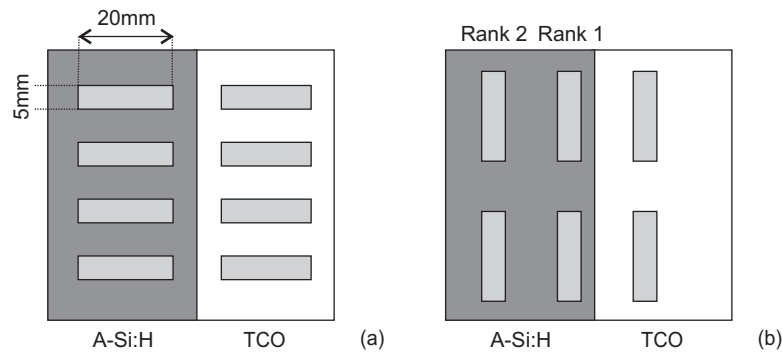 20mm
5mm
A-Si:H
TCO
(a)
Rank 2
Rank 1
A-Si:H
TCO
(b)